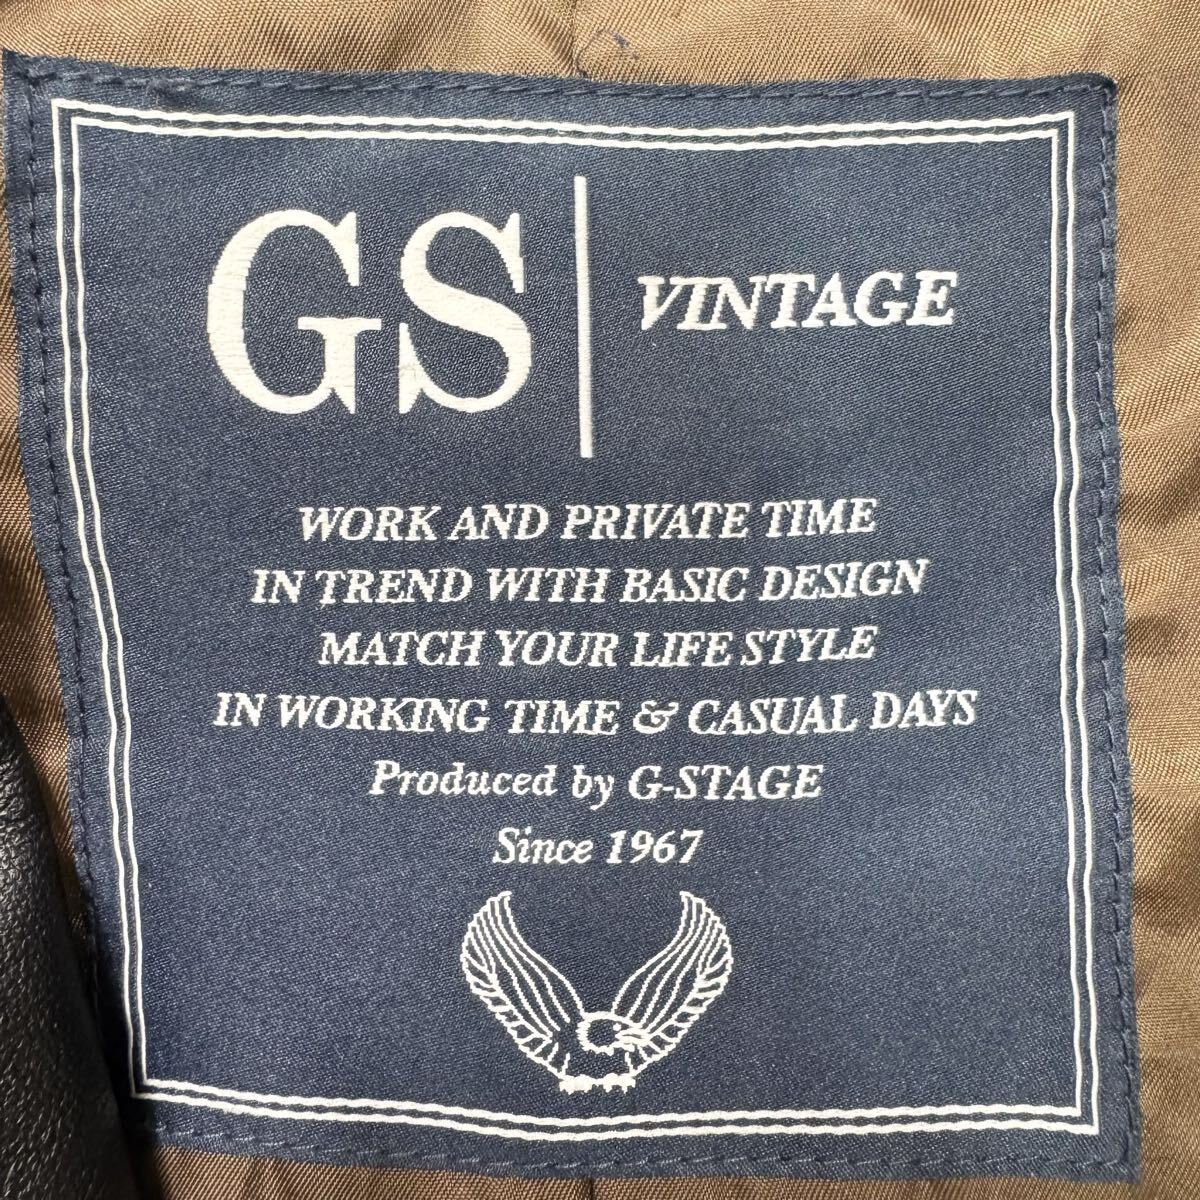 GS | VINTAGE
WORK AND PRIVATE TIME
IN TREND WITH BASIC DESIGN
MATCH YOUR LIFE STYLE
IN WORKING TIME & CASUAL DAYS
Produced by G-STAGE
Since 1967